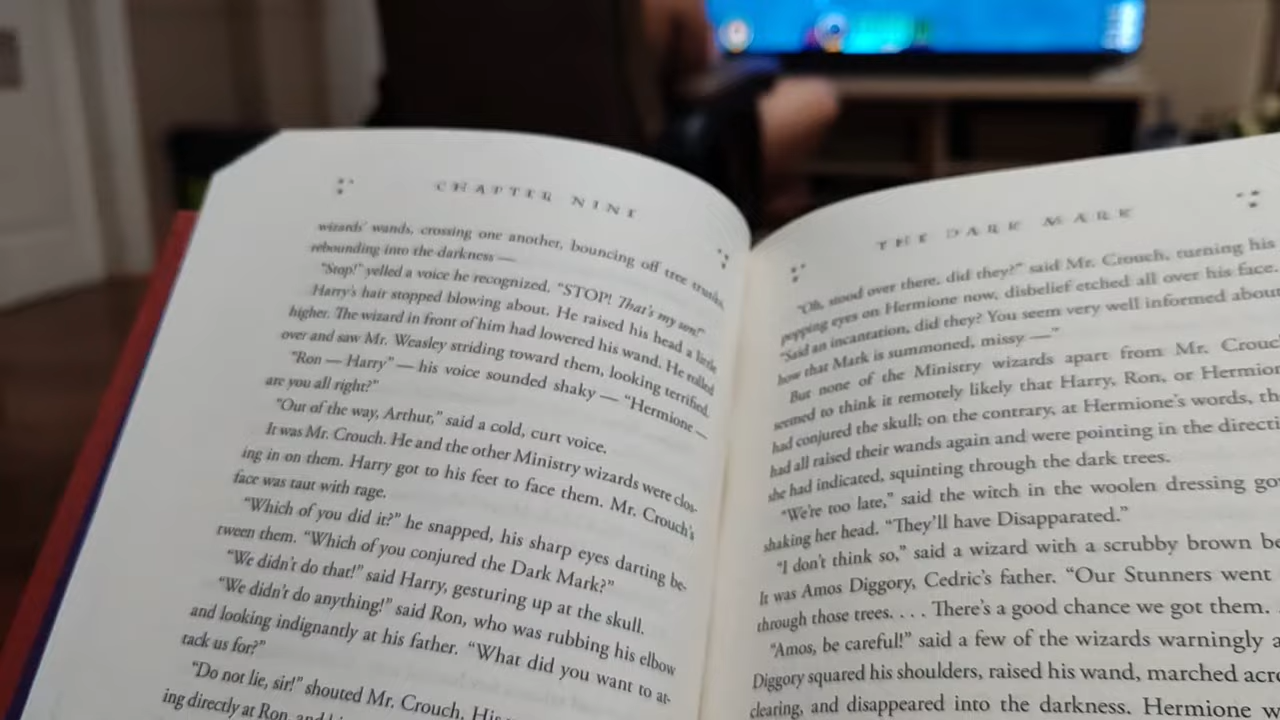 CHAPTER NINE
wizards' wands, crossing one another, bouncing off tree trunks,
rebounding into the darkness —
"Stop!" yelled a voice he recognized. "STOP! That's my son!"
Harry's hair stopped blowing about. He raised his head a little
higher. The wizard in front of him had lowered his wand. He rolled
over and saw Mr. Weasley striding toward them, looking terrified.
"Ron — Harry" — his voice sounded shaky — "Hermione —
are you all right?"
"Out of the way, Arthur," said a cold, curt voice.
It was Mr. Crouch. He and the other Ministry wizards were clos-
ing in on them. Harry got to his feet to face them. Mr. Crouch's
face was taut with rage.
"Which of you did it?" he snapped, his sharp eyes darting be-
tween them. "Which of you conjured the Dark Mark?"
"We didn't do that!" said Harry, gesturing up at the skull.
"We didn't do anything!" said Ron, who was rubbing his elbow
and looking indignantly at his father. "What did you want to at-
tack us for?"
"Do not lie, sir!" shouted Mr. Crouch. His
ing directly at Ron, and
THE DARK MARK
"Oh, stood over there, did they?" said Mr. Crouch, turning his
popping eyes on Hermione now, disbelief etched all over his face.
"Said an incantation, did they? You seem very well informed about
how that Mark is summoned, missy —"
But none of the Ministry wizards apart from Mr. Crouc
seemed to think it remotely likely that Harry, Ron, or Hermion
had conjured the skull; on the contrary, at Hermione's words, th
had all raised their wands again and were pointing in the directi
she had indicated, squinting through the dark trees.
"We're too late," said the witch in the woolen dressing go
shaking her head. "They'll have Disapparated."
"I don't think so," said a wizard with a scrubby brown be
It was Amos Diggory, Cedric's father. "Our Stunners went
through those trees. . . . There's a good chance we got them.
"Amos, be careful!" said a few of the wizards warningly a
Diggory squared his shoulders, raised his wand, marched acro
clearing, and disappeared into the darkness. Hermione w